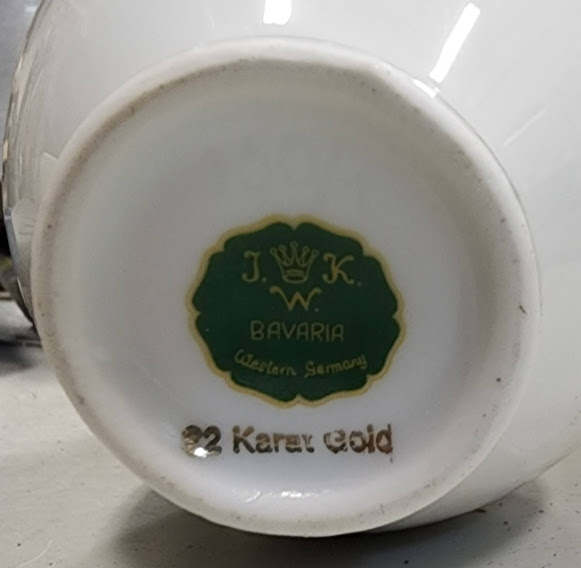 J. K.
W.
BAVARIA
Western Germany
22 Karat Gold